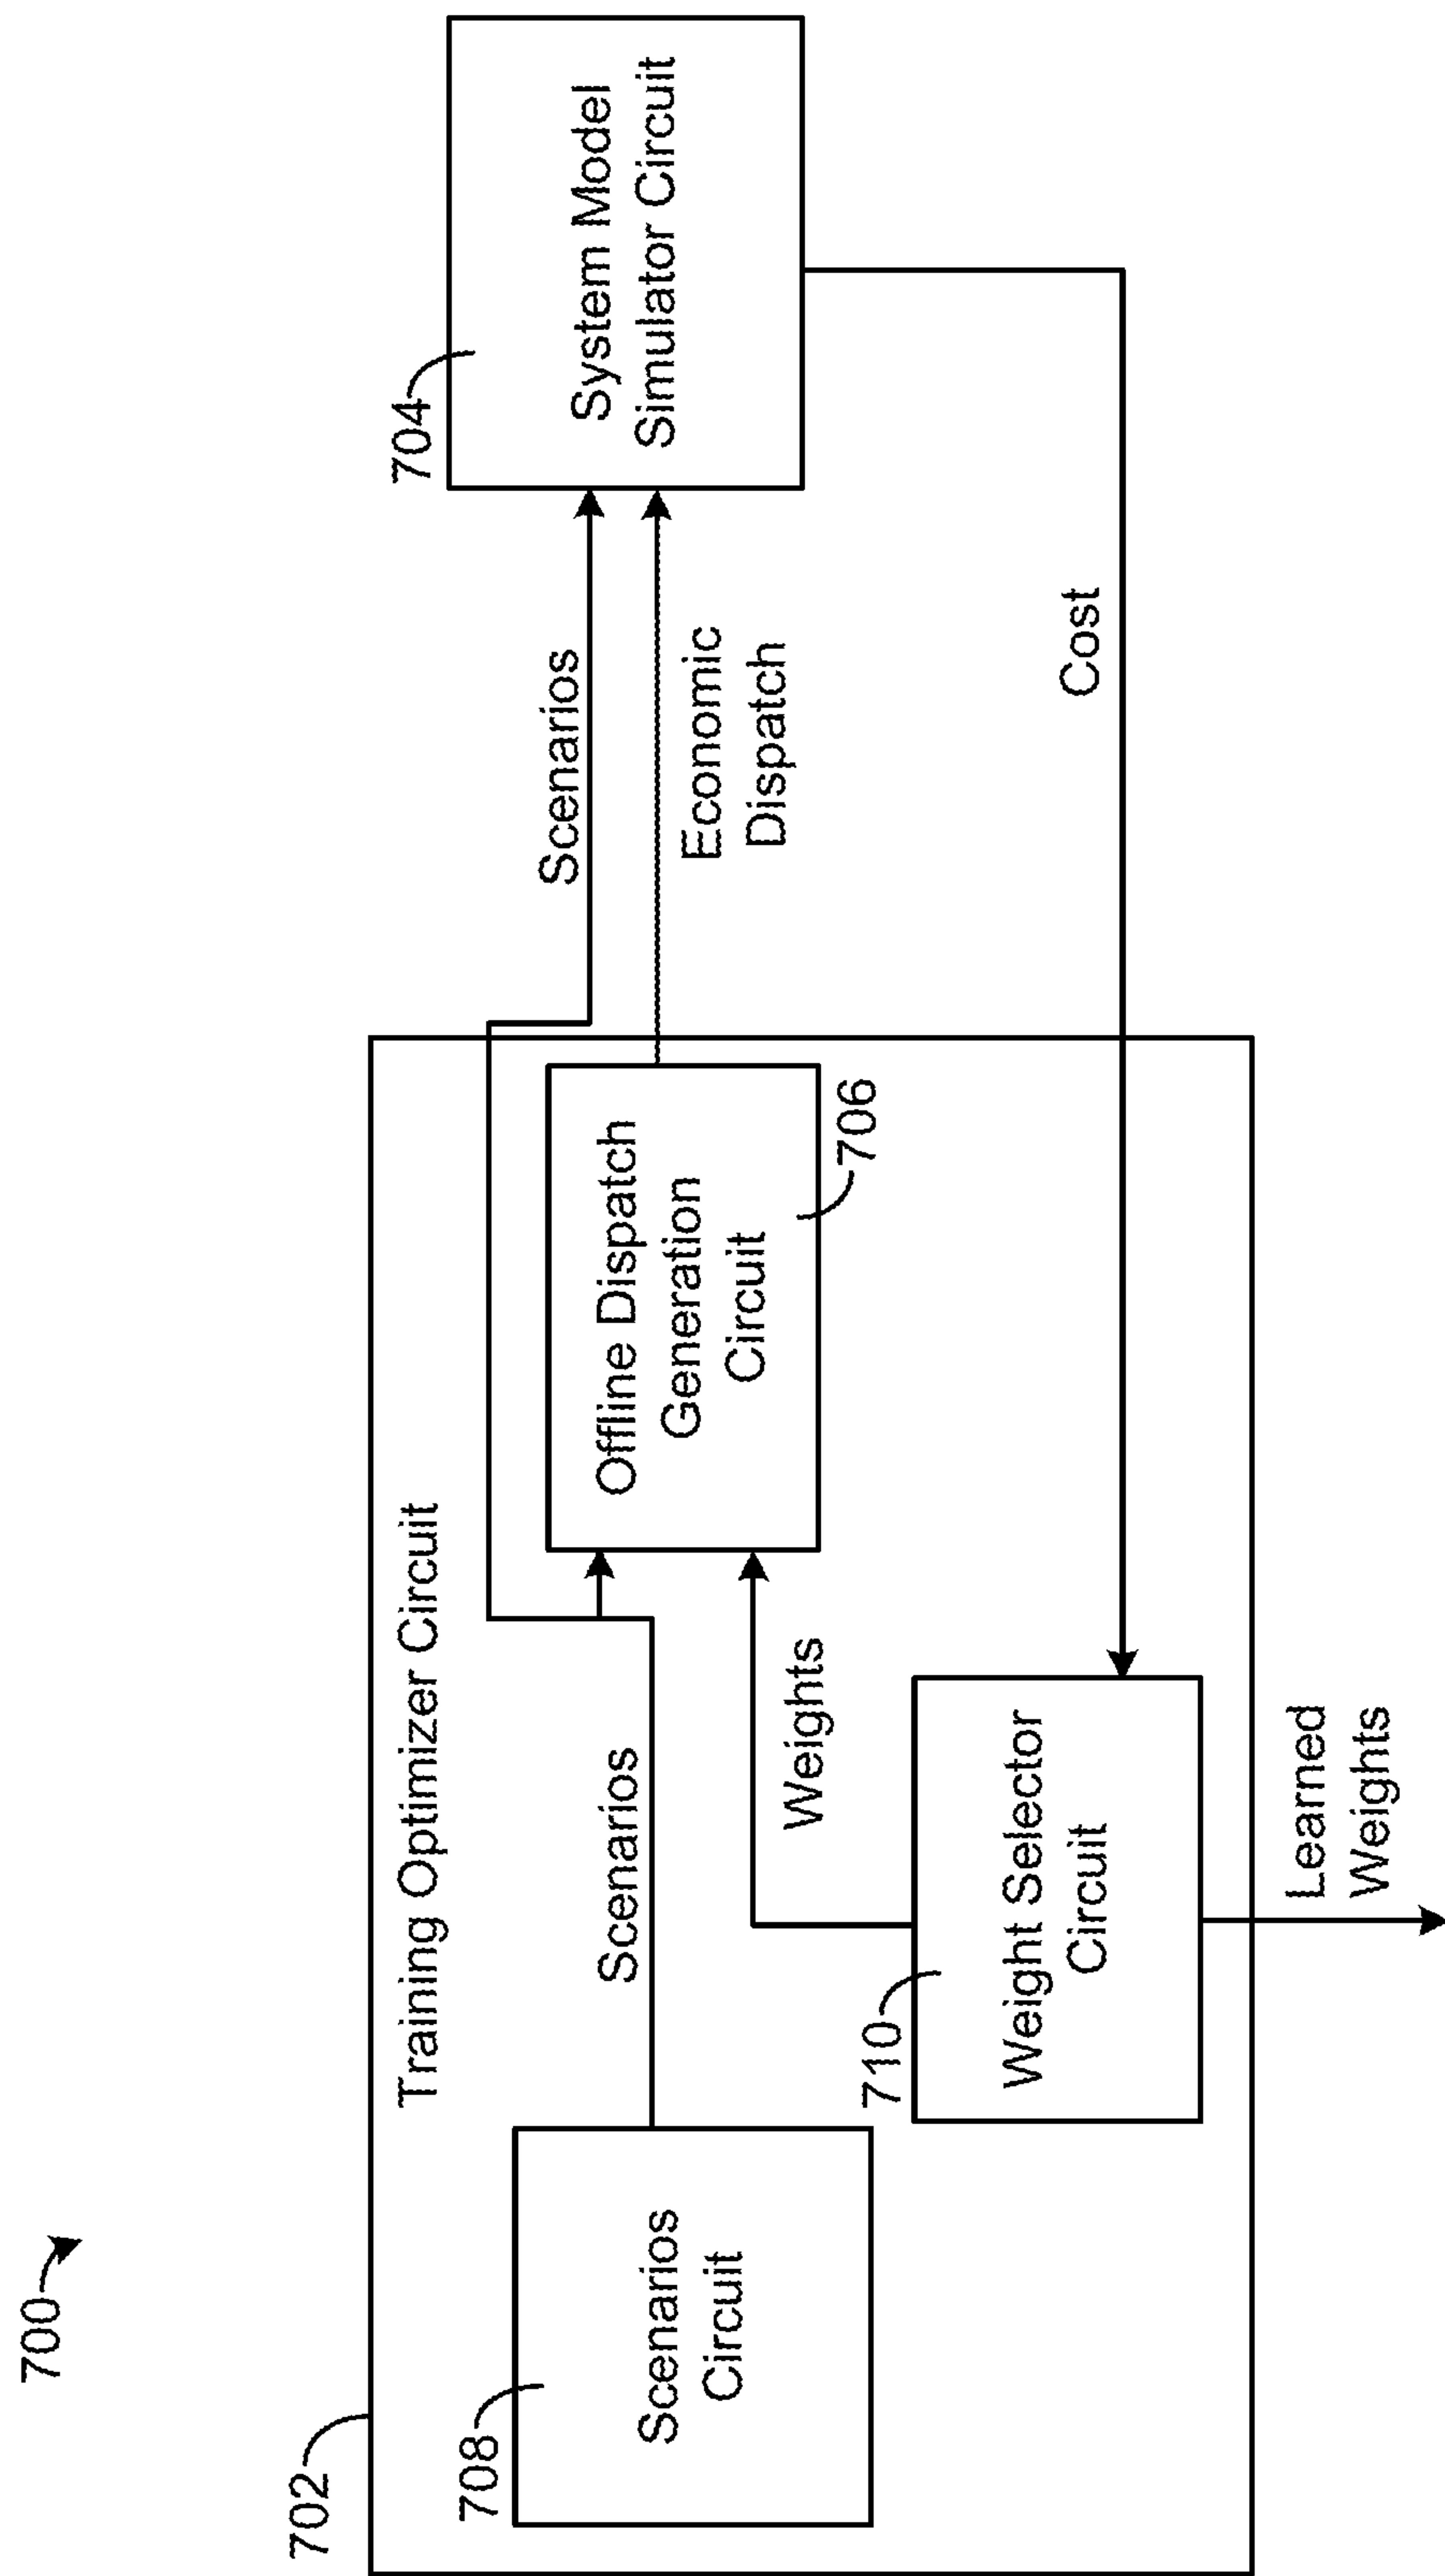 700
702
Training Optimizer Circuit
708
Scenarios
Circuit
Scenarios
Offline Dispatch
Generation
Circuit
706
Weights
710
Weight Selector
Circuit
Learned
Weights
Scenarios
Economic
Dispatch
704
System Model
Simulator Circuit
Cost